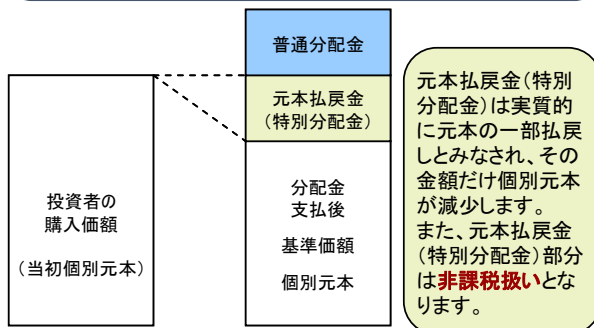 普通分配金
元本払戻金
（特別分配金）
投資者の
購入価額
（当初個別元本）
分配金
支払後
基準価額
個別元本
元本払戻金(特別
分配金)は実質的
に元本の一部払戻
しとみなされ、その
金額だけ個別元本
が減少します。
また、元本払戻金
(特別分配金)部分
は非課税扱いとな
ります。